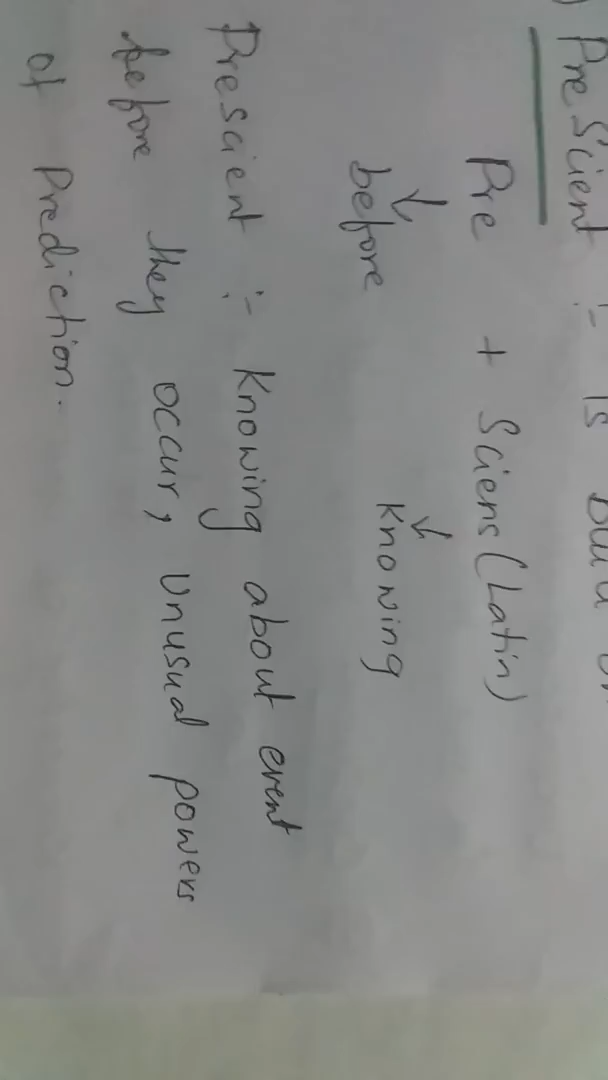 ) PreScient :- Is
Pre + Sciens (Latin)
↓ ↓
before Knowing
Prescient :- Knowing about event
before they occur, Unusual powers
of Prediction.